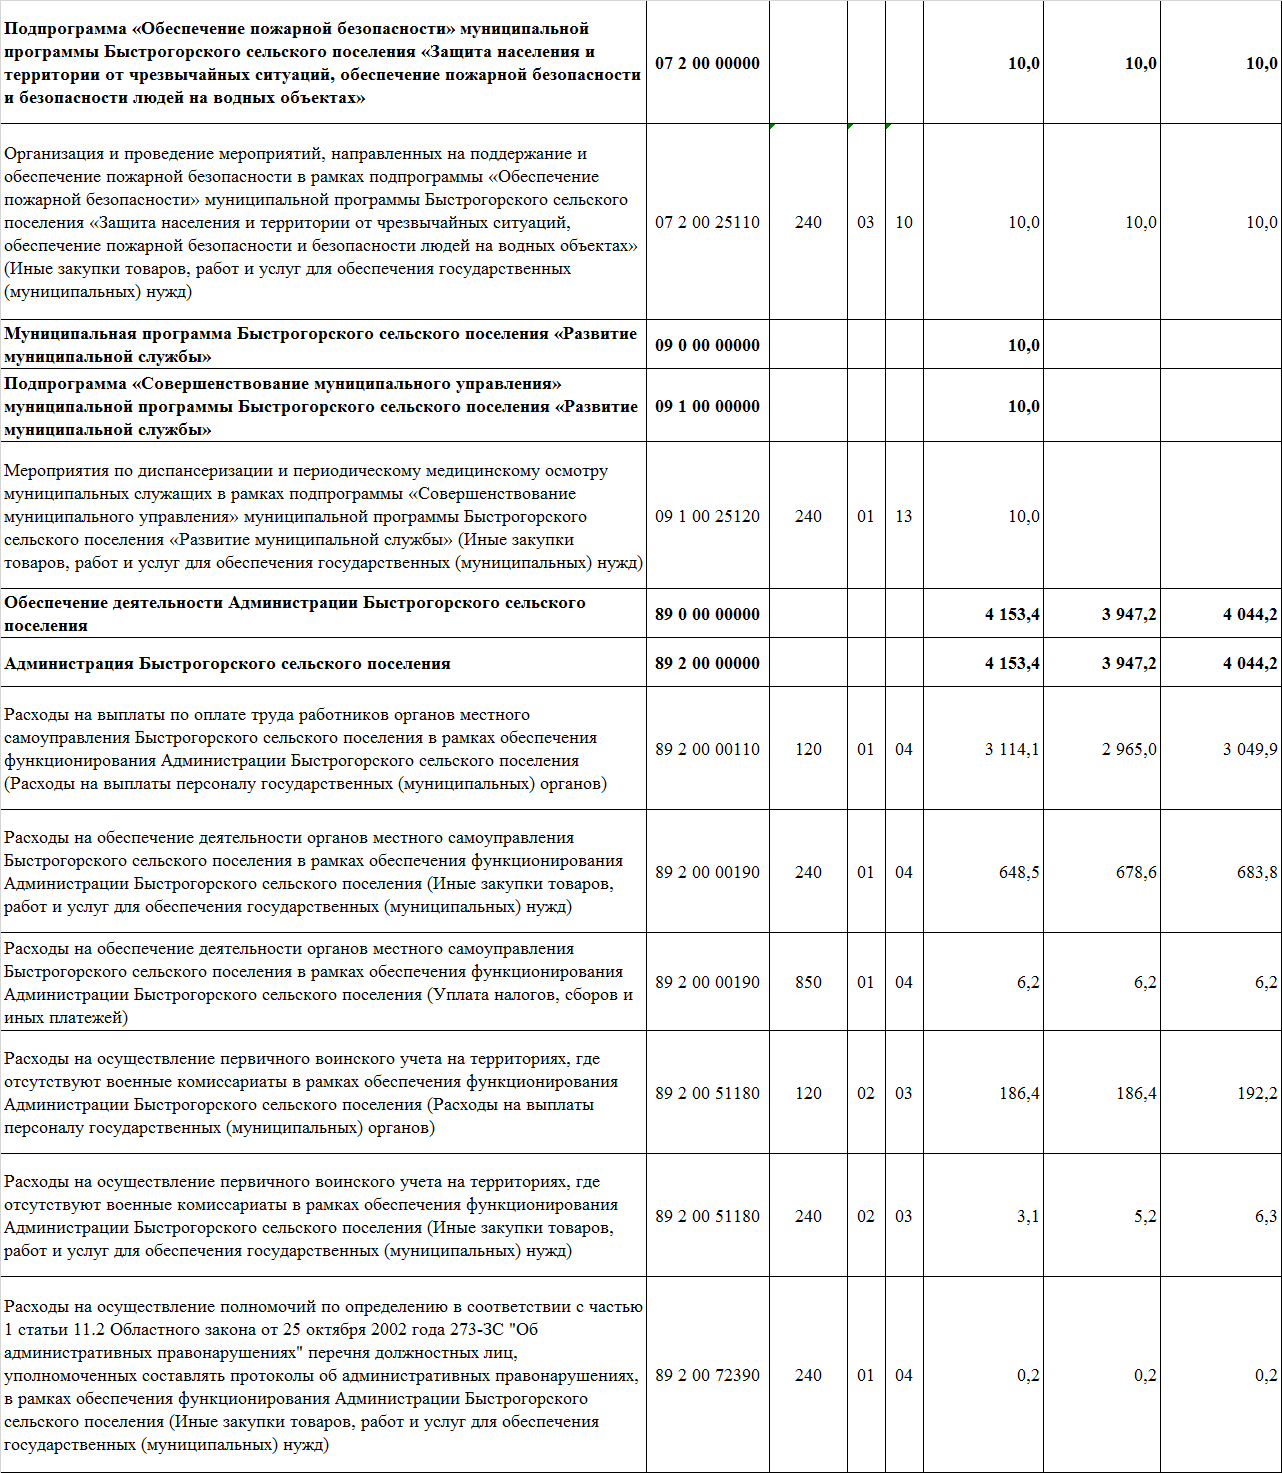 Подпрограмма «Обеспечение пожарной безопасности» муниципальной
программы Быстрогорского сельского поселения «Защита населения и
территории от чрезвычайных ситуаций, обеспечение пожарной безопасности
и безопасности людей на водных объектах»
07 2 00 00000 10,0 10,0 10,0
Организация и проведение мероприятий, направленных на поддержание и
обеспечение пожарной безопасности в рамках подпрограммы «Обеспечение
пожарной безопасности» муниципальной программы Быстрогорского сельского
поселения «Защита населения и территории от чрезвычайных ситуаций,
обеспечение пожарной безопасности и безопасности людей на водных объектах»
(Иные закупки товаров, работ и услуг для обеспечения государственных
(муниципальных) нужд)
07 2 00 25110 240 03 10 10,0 10,0 10,0
Муниципальная программа Быстрогорского сельского поселения «Развитие
муниципальной службы»
09 0 00 00000 10,0
Подпрограмма «Совершенствование муниципального управления»
муниципальной программы Быстрогорского сельского поселения «Развитие
муниципальной службы»
09 1 00 00000 10,0
Мероприятия по диспансеризации и периодическому медицинскому осмотру
муниципальных служащих в рамках подпрограммы «Совершенствование
муниципального управления» муниципальной программы Быстрогорского
сельского поселения «Развитие муниципальной службы» (Иные закупки
товаров, работ и услуг для обеспечения государственных (муниципальных) нужд)
09 1 00 25120 240 01 13 10,0
Обеспечение деятельности Администрации Быстрогорского сельского
поселения
89 0 00 00000 4 153,4 3 947,2 4 044,2
Администрация Быстрогорского сельского поселения
89 2 00 00000 4 153,4 3 947,2 4 044,2
Расходы на выплаты по оплате труда работников органов местного
самоуправления Быстрогорского сельского поселения в рамках обеспечения
функционирования Администрации Быстрогорского сельского поселения
(Расходы на выплаты персоналу государственных (муниципальных) органов)
89 2 00 00110 120 01 04 3 114,1 2 965,0 3 049,9
Расходы на обеспечение деятельности органов местного самоуправления
Быстрогорского сельского поселения в рамках обеспечения функционирования
Администрации Быстрогорского сельского поселения (Иные закупки товаров,
работ и услуг для обеспечения государственных (муниципальных) нужд)
89 2 00 00190 240 01 04 648,5 678,6 683,8
Расходы на обеспечение деятельности органов местного самоуправления
Быстрогорского сельского поселения в рамках обеспечения функционирования
Администрации Быстрогорского сельского поселения (Уплата налогов, сборов и
иных платежей)
89 2 00 00190 850 01 04 6,2 6,2 6,2
Расходы на осуществление первичного воинского учета на территориях, где
отсутствуют военные комиссариаты в рамках обеспечения функционирования
Администрации Быстрогорского сельского поселения (Расходы на выплаты
персоналу государственных (муниципальных) органов)
89 2 00 51180 120 02 03 186,4 186,4 192,2
Расходы на осуществление первичного воинского учета на территориях, где
отсутствуют военные комиссариаты в рамках обеспечения функционирования
Администрации Быстрогорского сельского поселения (Иные закупки товаров,
работ и услуг для обеспечения государственных (муниципальных) нужд)
89 2 00 51180 240 02 03 3,1 5,2 6,3
Расходы на осуществление полномочий по определению в соответствии с частью
1 статьи 11.2 Областного закона от 25 октября 2002 года 273-ЗС "Об
административных правонарушениях" перечня должностных лиц,
уполномоченных составлять протоколы об административных правонарушениях,
в рамках обеспечения функционирования Администрации Быстрогорского
сельского поселения (Иные закупки товаров, работ и услуг для обеспечения
государственных (муниципальных) нужд)
89 2 00 72390 240 01 04 0,2 0,2 0,2